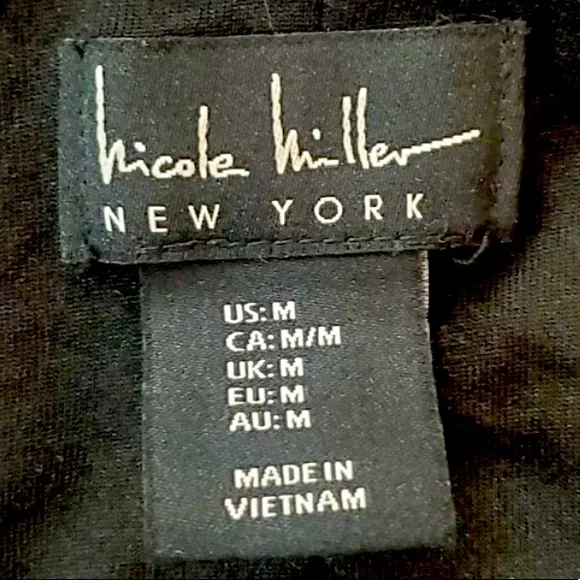 Nicole Miller
NEW YORK
US: M
CA: M/M
UK: M
EU: M
AU: M
MADE IN
VIETNAM